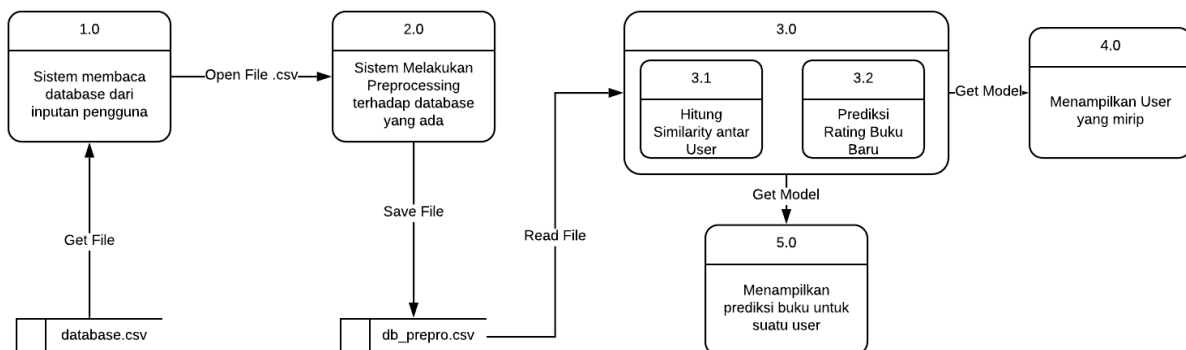 1.0
Sistem membaca
database dari
inputan pengguna
Open File .csv
2.0
Sistem Melakukan
Preprocessing
terhadap database
yang ada
3.0
3.1
Hitung
Similarity antar
User
3.2
Prediksi
Rating Buku
Baru
Get Model
4.0
Menampilkan User
yang mirip
Get Model
5.0
Menampilkan
prediksi buku untuk
suatu user
Get File
Save File
Read File
database.csv
db_prepro.csv